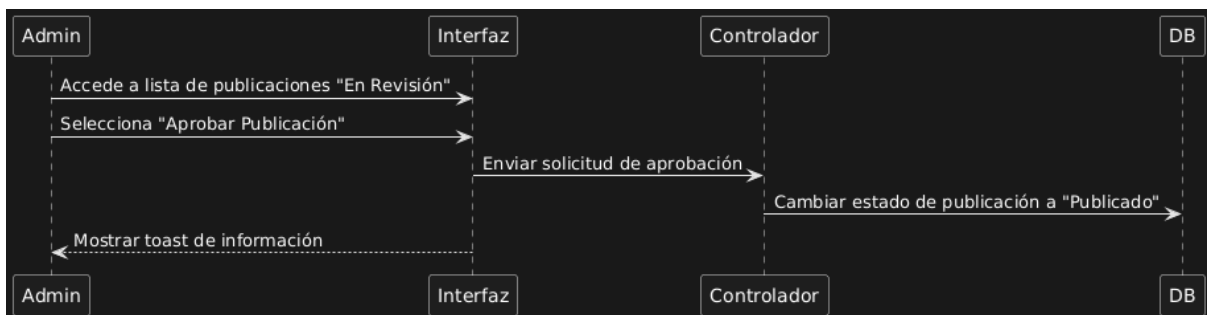 Admin
Interfaz
Controlador
DB
Accede a lista de publicaciones "En Revisión"
Selecciona "Aprobar Publicación"
Enviar solicitud de aprobación
Cambiar estado de publicación a "Publicado"
Mostrar toast de información
Admin
Interfaz
Controlador
DB